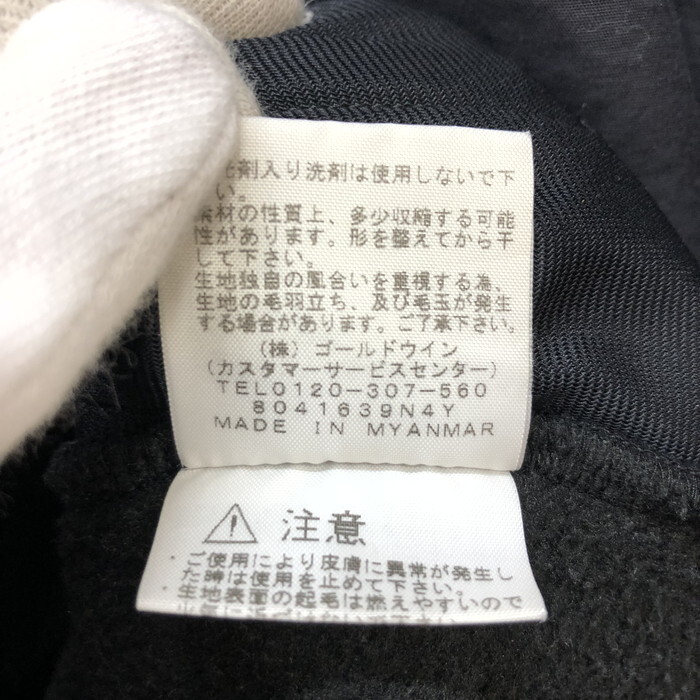 剤入り洗剤は使用しないで下
い。
素材の性質上、多少収縮する可能
性があります。形を整えてから干
して下さい。
生地独自の風合いを重視する為、
生地の毛羽立ち、及び毛玉が発生
する場合があります。ご了承下さい。
(株) ゴールドウイン
(カスタマーサービスセンター)
TEL0120-307-560
8041639N4Y
MADE IN MYANMAR
注意
ご使用により皮膚に異常が発生し
た時は使用を止めて下さい。
生地表面の起毛は燃えやすいので